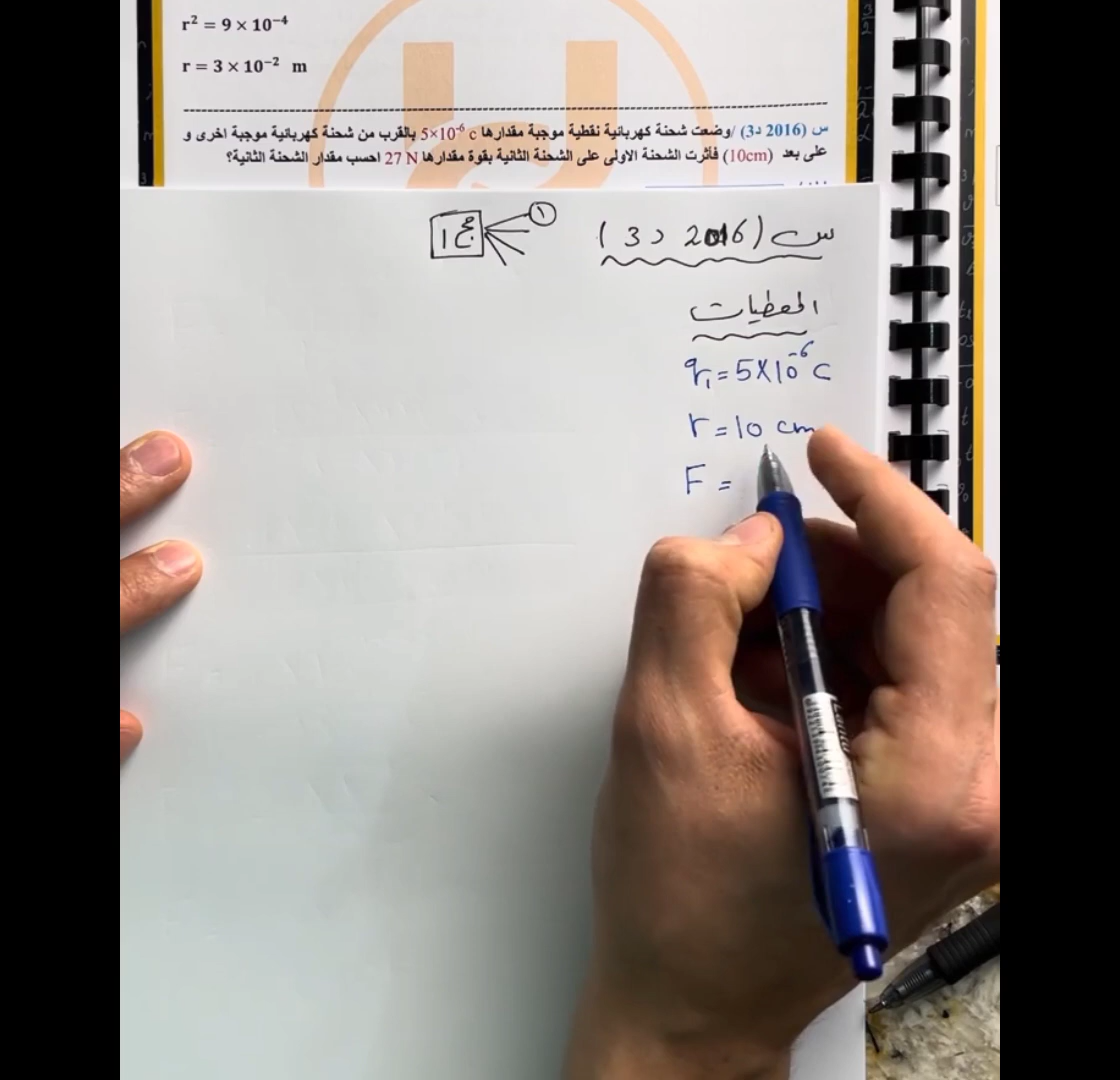 r² = 9 × 10⁻⁴
r = 3 × 10⁻² m
س (2016 د3) /وضعت شحنة كهربائية نقطية موجبة مقدارها 5×10⁻⁶ c بالقرب من شحنة كهربائية موجبة اخرى و
على بعد (10cm) فأثرت الشحنة الاولى على الشحنة الثانية بقوة مقدارها 27 N احسب مقدار الشحنة الثانية؟
س (2016 د 3)
١
المعطيات
q₁ = 5×10⁻⁶ C
r = 10 cm
F =